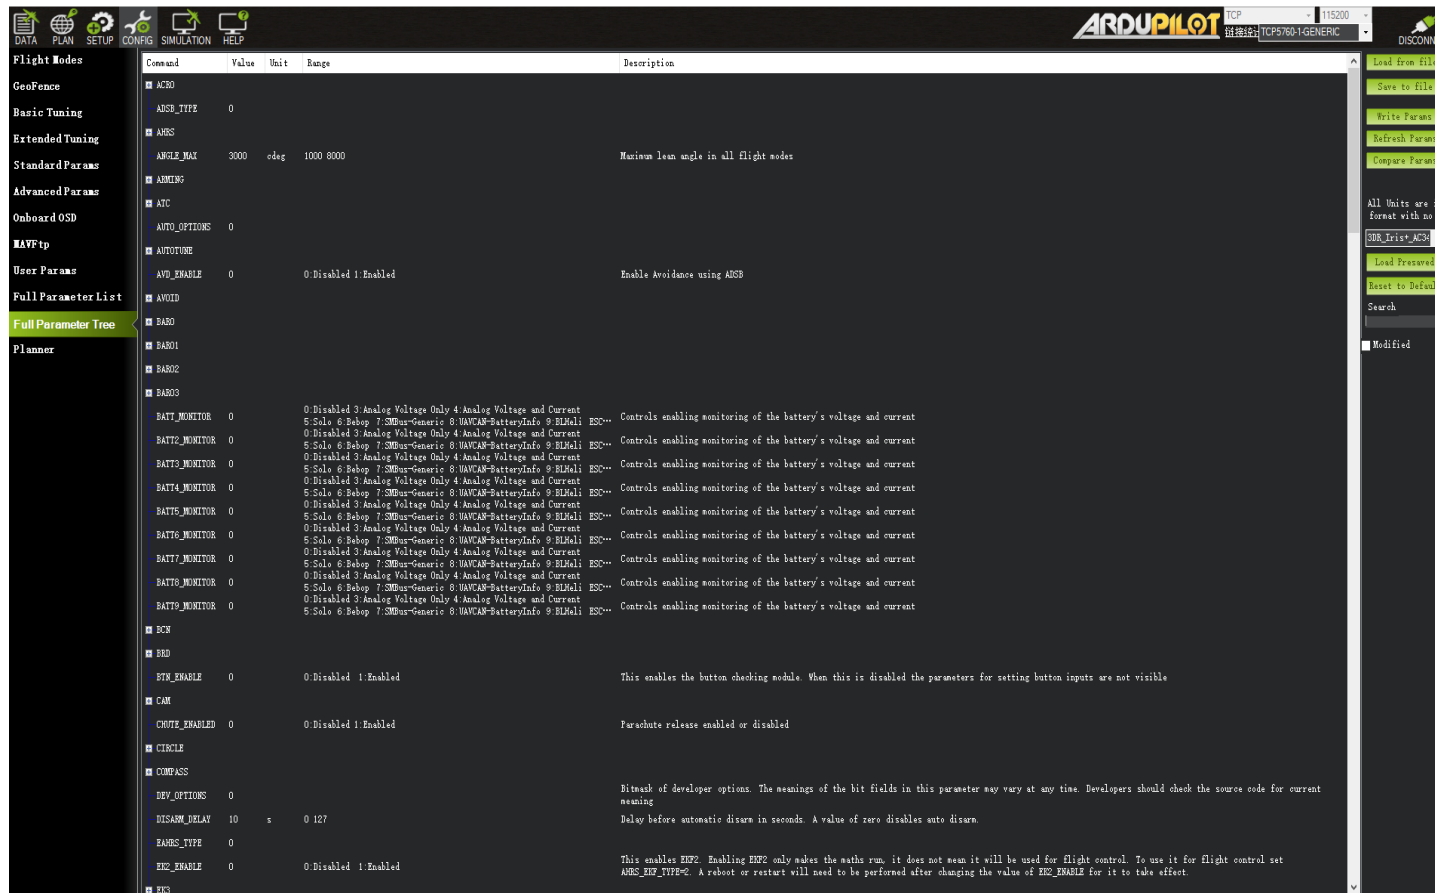 DATA PLAN SETUP CONFIG SIMULATION HELP
ARDUPILOT
TCP 115200
链接统计 TCP5760-1-GENERIC
DISCONN
Flight Modes
GeoFence
Basic Tuning
Extended Tuning
Standard Params
Advanced Params
Onboard OSD
MAVFtp
User Params
Full Parameter List
Full Parameter Tree
Planner
Command Value Unit Range Description
ACRO
ADSB_TYPE 0
AHRS
ANGLE_MAX 3000 cdeg 1000 8000 Maximum lean angle in all flight modes
ARMING
ATC
AUTO_OPTIONS 0
AUTOTUNE
AVD_ENABLE 0 0:Disabled 1:Enabled Enable Avoidance using ADSB
AVOID
BARO
BARO1
BARO2
BARO3
BATT_MONITOR 0 0:Disabled 3:Analog Voltage Only 4:Analog Voltage and Current
5:Solo 6:Bebop 7:SMBus-Generic 8:UAVCAN-BatteryInfo 9:BLHeli ESC… Controls enabling monitoring of the battery's voltage and current
BATT2_MONITOR 0 0:Disabled 3:Analog Voltage Only 4:Analog Voltage and Current
5:Solo 6:Bebop 7:SMBus-Generic 8:UAVCAN-BatteryInfo 9:BLHeli ESC… Controls enabling monitoring of the battery's voltage and current
BATT3_MONITOR 0 0:Disabled 3:Analog Voltage Only 4:Analog Voltage and Current
5:Solo 6:Bebop 7:SMBus-Generic 8:UAVCAN-BatteryInfo 9:BLHeli ESC… Controls enabling monitoring of the battery's voltage and current
BATT4_MONITOR 0 0:Disabled 3:Analog Voltage Only 4:Analog Voltage and Current
5:Solo 6:Bebop 7:SMBus-Generic 8:UAVCAN-BatteryInfo 9:BLHeli ESC… Controls enabling monitoring of the battery's voltage and current
BATT5_MONITOR 0 0:Disabled 3:Analog Voltage Only 4:Analog Voltage and Current
5:Solo 6:Bebop 7:SMBus-Generic 8:UAVCAN-BatteryInfo 9:BLHeli ESC… Controls enabling monitoring of the battery's voltage and current
BATT6_MONITOR 0 0:Disabled 3:Analog Voltage Only 4:Analog Voltage and Current
5:Solo 6:Bebop 7:SMBus-Generic 8:UAVCAN-BatteryInfo 9:BLHeli ESC… Controls enabling monitoring of the battery's voltage and current
BATT7_MONITOR 0 0:Disabled 3:Analog Voltage Only 4:Analog Voltage and Current
5:Solo 6:Bebop 7:SMBus-Generic 8:UAVCAN-BatteryInfo 9:BLHeli ESC… Controls enabling monitoring of the battery's voltage and current
BATT8_MONITOR 0 0:Disabled 3:Analog Voltage Only 4:Analog Voltage and Current
5:Solo 6:Bebop 7:SMBus-Generic 8:UAVCAN-BatteryInfo 9:BLHeli ESC… Controls enabling monitoring of the battery's voltage and current
BATT9_MONITOR 0 0:Disabled 3:Analog Voltage Only 4:Analog Voltage and Current
5:Solo 6:Bebop 7:SMBus-Generic 8:UAVCAN-BatteryInfo 9:BLHeli ESC… Controls enabling monitoring of the battery's voltage and current
BCN
BRD
BTN_ENABLE 0 0:Disabled 1:Enabled This enables the button checking module. When this is disabled the parameters for setting button inputs are not visible
CAM
CHUTE_ENABLED 0 0:Disabled 1:Enabled Parachute release enabled or disabled
CIRCLE
COMPASS
DEV_OPTIONS 0 Bitmask of developer options. The meanings of the bit fields in this parameter may vary at any time. Developers should check the source code for current
meaning
DISARM_DELAY 10 s 0 127 Delay before automatic disarm in seconds. A value of zero disables auto disarm.
EAHRS_TYPE 0
EK2_ENABLE 0 0:Disabled 1:Enabled This enables EKF2. Enabling EKF2 only makes the maths run, it does not mean it will be used for flight control. To use it for flight control set
AHRS_EKF_TYPE=2. A reboot or restart will need to be performed after changing the value of EK2_ENABLE for it to take effect.
EK3
Load from file
Save to file
Write Params
Refresh Params
Compare Params
All Units are
format with no
3DR_Iris+_AC34
Load Presaved
Reset to Defaul
Search
Modified